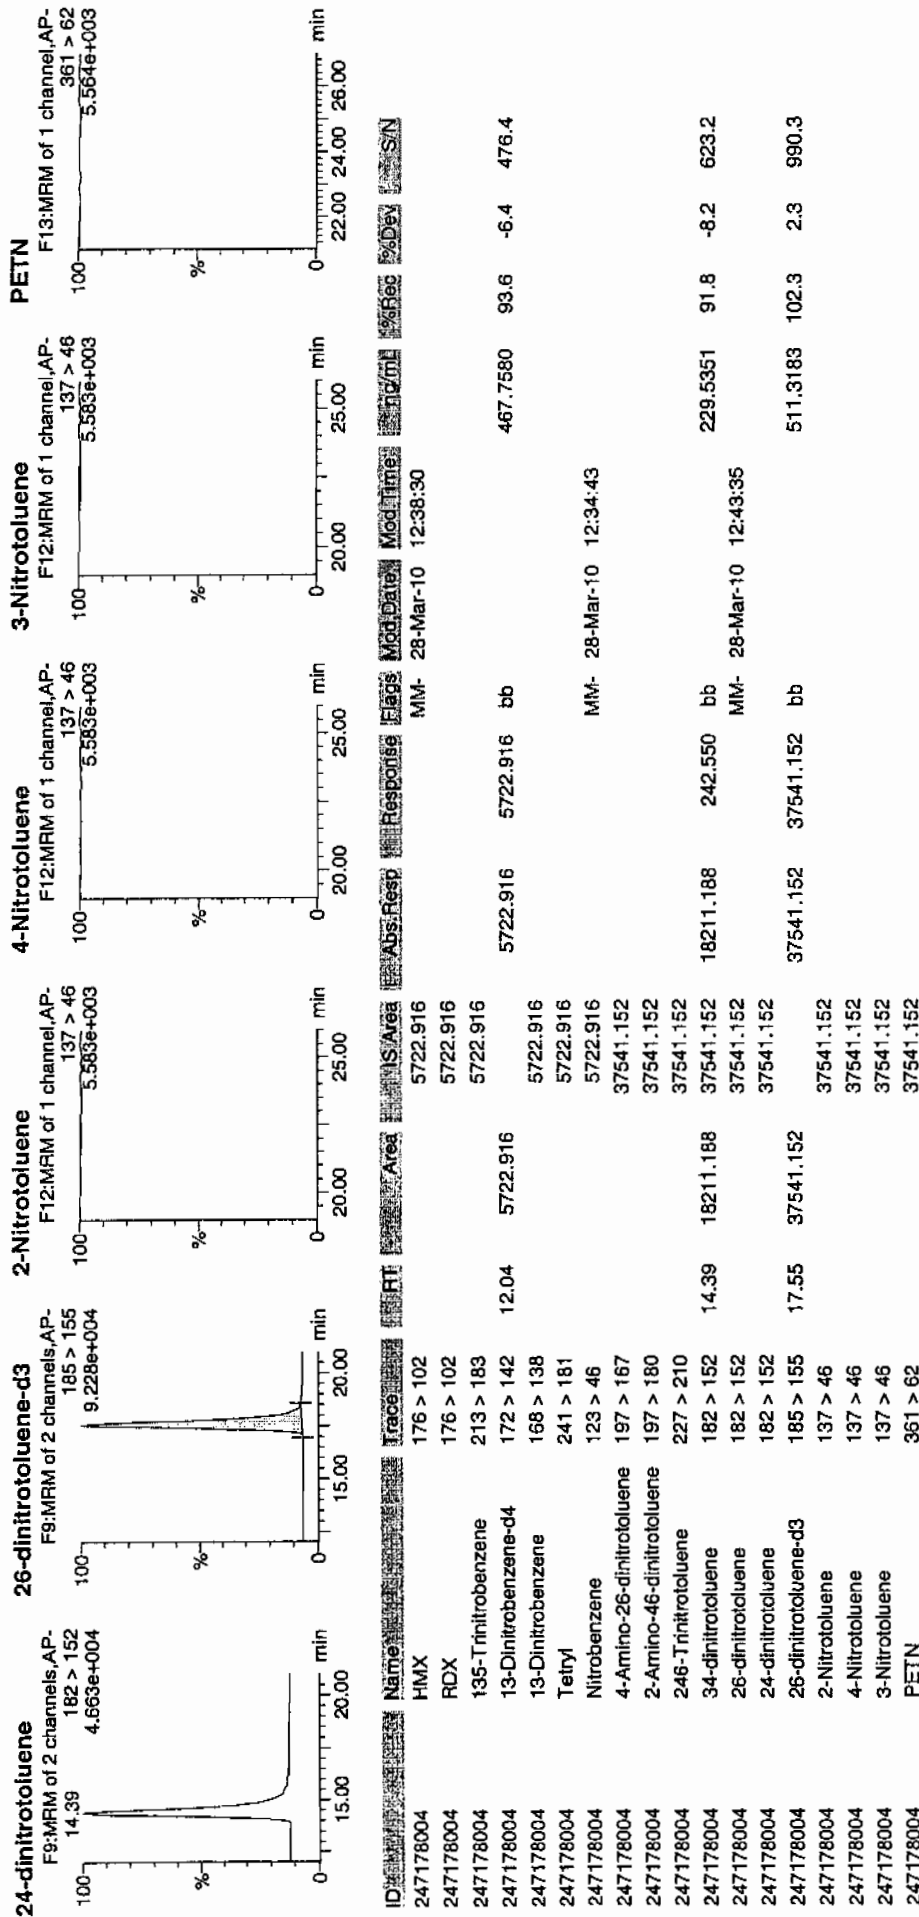 24-dinitrotoluene
F9:MRM of 2 channels,AP-
14.39 182 > 152
4.663e+004
100
%
0
15.00 20.00 min
26-dinitrotoluene-d3
F9:MRM of 2 channels,AP-
185 > 155
9.228e+004
100
%
0
15.00 20.00 min
2-Nitrotoluene
F12:MRM of 1 channel,AP-
137 > 46
5.583e+003
100
%
0
20.00 25.00 min
4-Nitrotoluene
F12:MRM of 1 channel,AP-
137 > 46
5.583e+003
100
%
0
20.00 25.00 min
3-Nitrotoluene
F12:MRM of 1 channel,AP-
137 > 46
5.583e+003
100
%
0
20.00 25.00 min
PETN
F13:MRM of 1 channel,AP-
361 > 62
5.564e+003
100
%
0
22.00 24.00 26.00 min
ID Name Trace RT Area IS Area Abs.Resp Response Flags Mod.Date Mod.Time ng/mL %Rec %Dev S/N
247178004 HMX 176 > 102 5722.916 MM- 28-Mar-10 12:38:30
247178004 RDX 176 > 102 5722.916
247178004 135-Trinitrobenzene 213 > 183 5722.916
247178004 13-Dinitrobenzene-d4 172 > 142 12.04 5722.916 5722.916 5722.916 bb 467.7580 93.6 -6.4 476.4
247178004 13-Dinitrobenzene 168 > 138 5722.916
247178004 Tetryl 241 > 181 5722.916
247178004 Nitrobenzene 123 > 46 5722.916 MM- 28-Mar-10 12:34:43
247178004 4-Amino-26-dinitrotoluene 197 > 167 37541.152
247178004 2-Amino-46-dinitrotoluene 197 > 180 37541.152
247178004 246-Trinitrotoluene 227 > 210 37541.152
247178004 34-dinitrotoluene 182 > 152 14.39 18211.188 37541.152 18211.188 242.550 bb 229.5351 91.8 -8.2 623.2
247178004 26-dinitrotoluene 182 > 152 37541.152 MM- 28-Mar-10 12:43:35
247178004 24-dinitrotoluene 182 > 152 37541.152
247178004 26-dinitrotoluene-d3 185 > 155 17.55 37541.152 37541.152 37541.152 bb 511.3183 102.3 2.3 990.3
247178004 2-Nitrotoluene 137 > 46 37541.152
247178004 4-Nitrotoluene 137 > 46 37541.152
247178004 3-Nitrotoluene 137 > 46 37541.152
247178004 PETN 361 > 62 37541.152